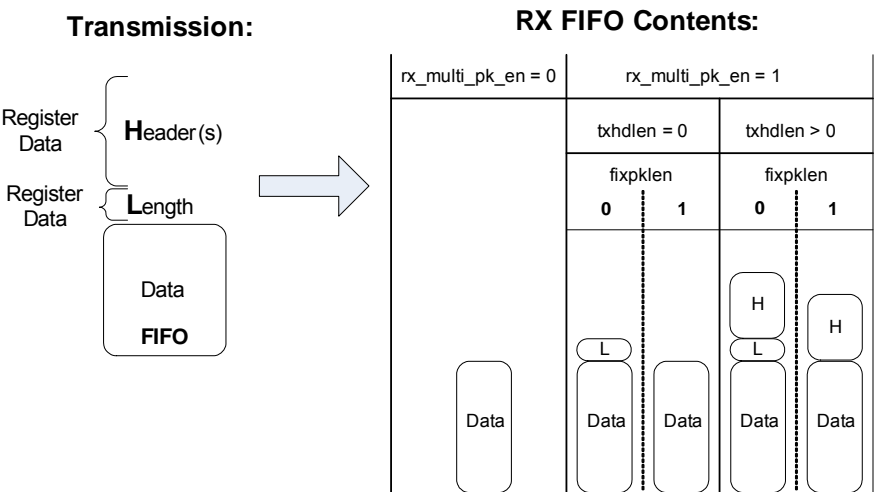 Transmission:
RX FIFO Contents:
rx_multi_pk_en = 0
rx_multi_pk_en = 1
Register
Data
Header(s)
txhdlen = 0
txhdlen > 0
fixpklen
fixpklen
Register
Data
Length
0
1
0
1
Data
FIFO
H
H
L
L
Data
Data
Data
Data
Data